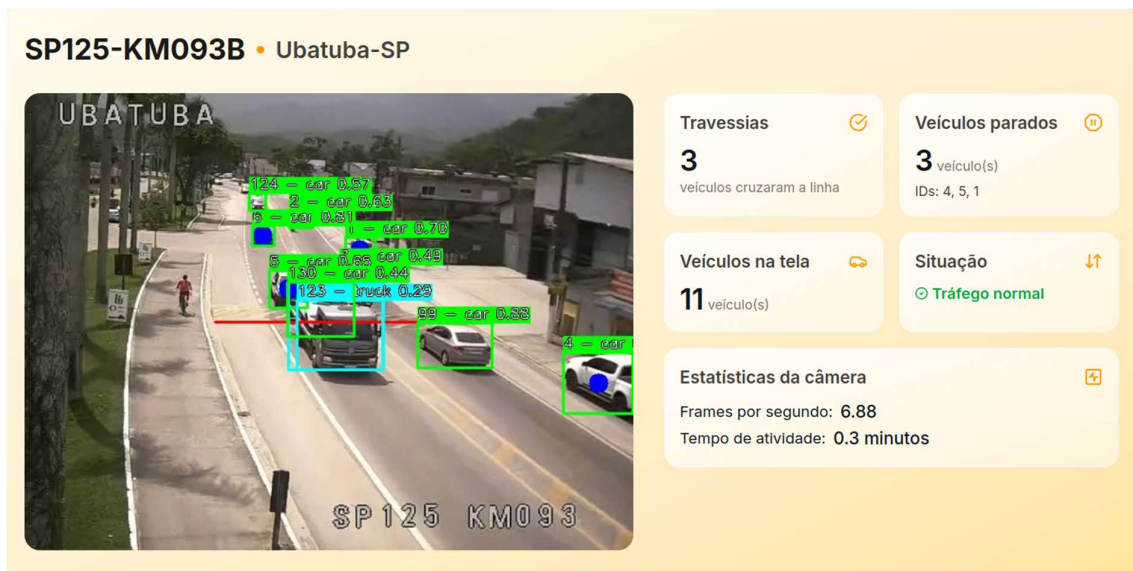 SP125-KM093B • Ubatuba-SP
UBATUBA
124 - car 0.57
2 - car 0.63
6 - car 0.81
1 - car 0.70
car 0.49
5 - car 0.65
130 - car 0.44
123 - truck 0.29
99 - car 0.88
4 - car
SP125 KM093
Travessias
3
veículos cruzaram a linha
Veículos parados
3 veículo(s)
IDs: 4, 5, 1
Veículos na tela
11 veículo(s)
Situação
Tráfego normal
Estatísticas da câmera
Frames por segundo: 6.88
Tempo de atividade: 0.3 minutos